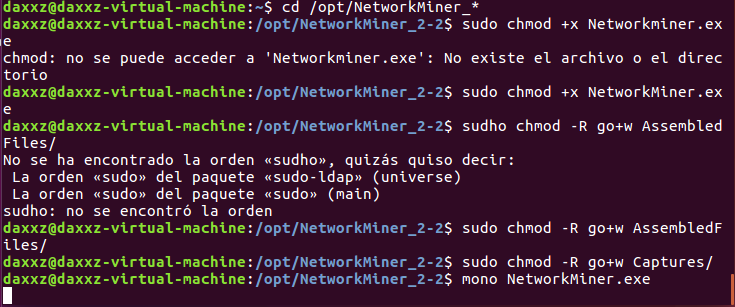 daxxz@daxxz-virtual-machine:~$ cd /opt/NetworkMiner_*
daxxz@daxxz-virtual-machine:/opt/NetworkMiner_2-2$ sudo chmod +x Networkminer.ex
e
chmod: no se puede acceder a 'Networkminer.exe': No existe el archivo o el direc
torio
daxxz@daxxz-virtual-machine:/opt/NetworkMiner_2-2$ sudo chmod +x NetworkMiner.ex
e
daxxz@daxxz-virtual-machine:/opt/NetworkMiner_2-2$ sudho chmod -R go+w Assembled
Files/
No se ha encontrado la orden «sudho», quizás quiso decir:
 La orden «sudo» del paquete «sudo-ldap» (universe)
 La orden «sudo» del paquete «sudo» (main)
sudho: no se encontró la orden
daxxz@daxxz-virtual-machine:/opt/NetworkMiner_2-2$ sudo chmod -R go+w AssembledF
iles/
daxxz@daxxz-virtual-machine:/opt/NetworkMiner_2-2$ sudo chmod -R go+w Captures/
daxxz@daxxz-virtual-machine:/opt/NetworkMiner_2-2$ mono NetworkMiner.exe